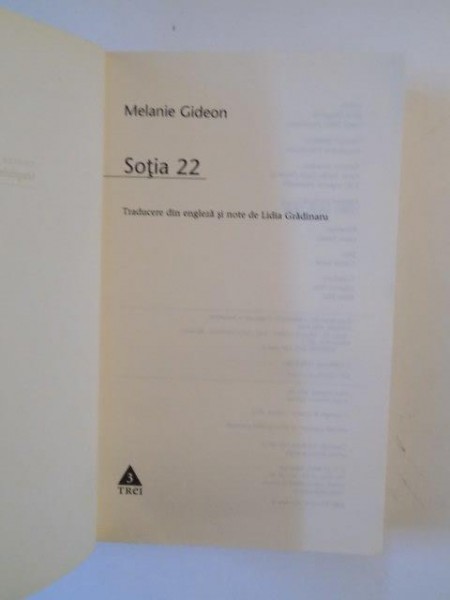 Melanie Gideon
Soţia 22
Traducere din engleză şi note de Lidia Grădinaru
3
TREI